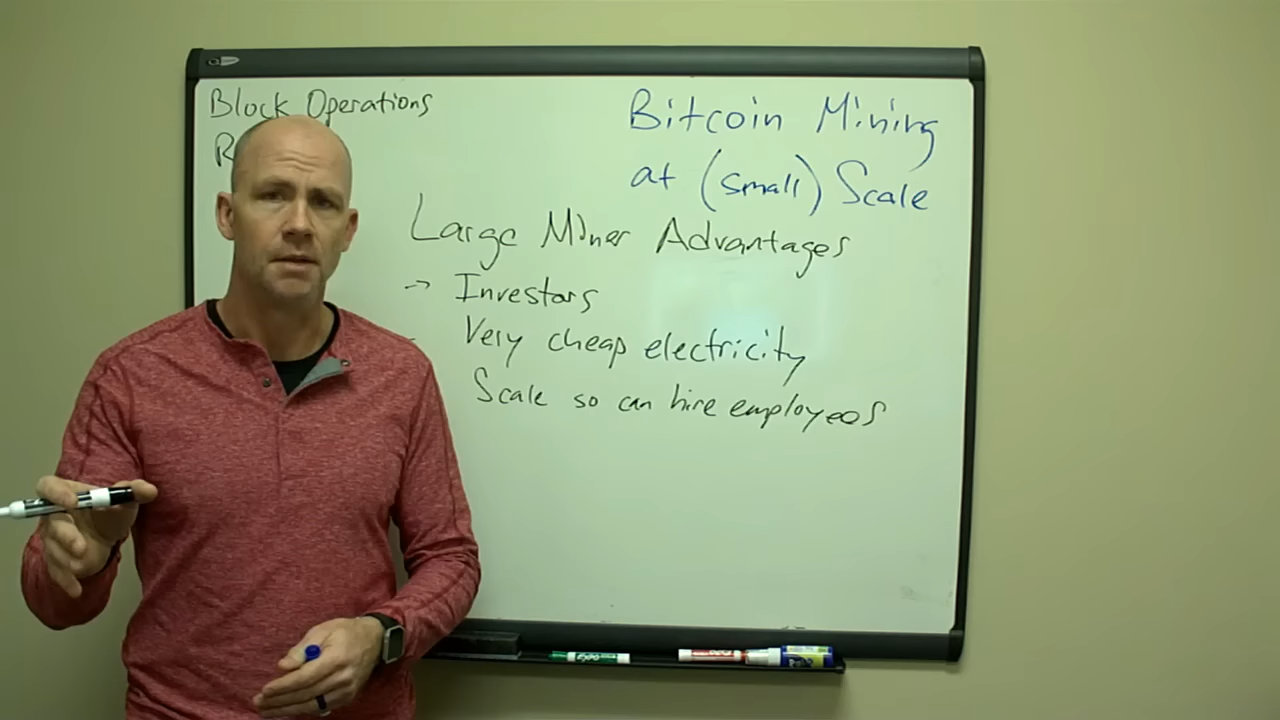 Block Operations
Bitcoin Mining
at (small) Scale
Large Miner Advantages
→ Investors
Very cheap electricity
Scale so can hire employees